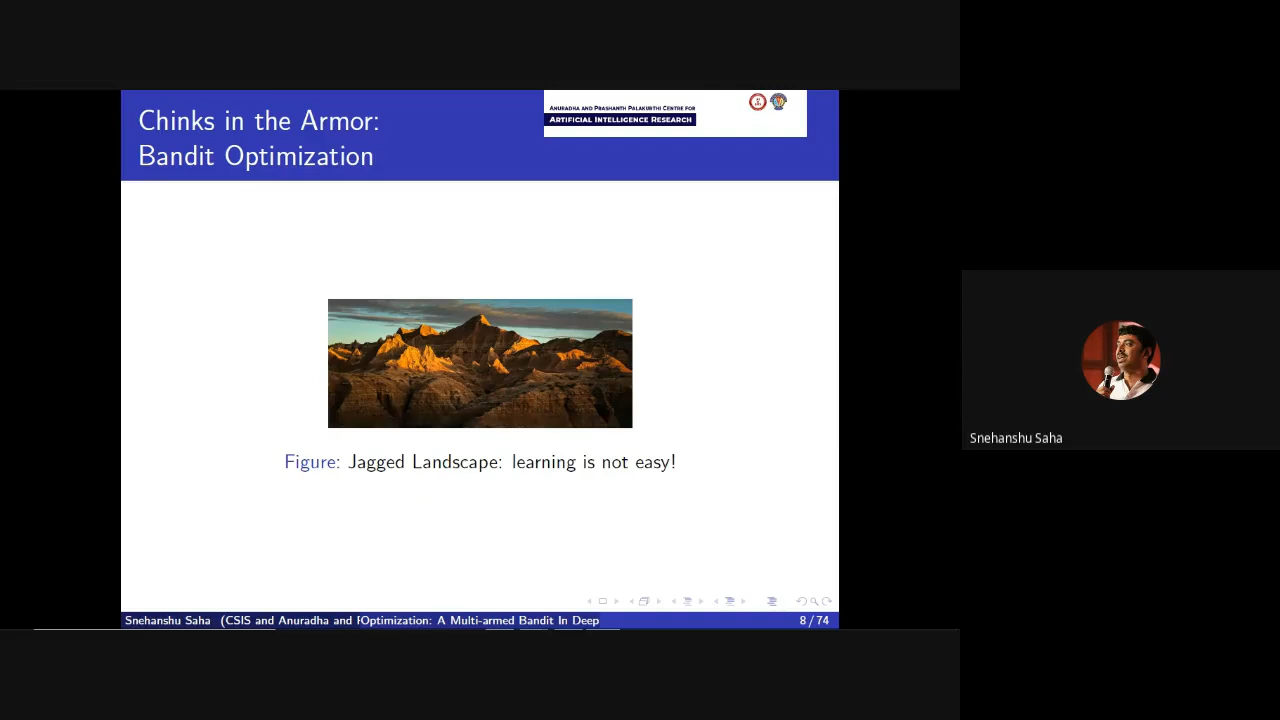 Chinks in the Armor:
Bandit Optimization
Anuradha and Prashanth Palakurthi Centre for
Artificial Intelligence Research
Figure: Jagged Landscape: learning is not easy!
Snehanshu Saha (CSIS and Anuradha and Optimization: A Multi-armed Bandit In Deep 8 / 74
Snehanshu Saha